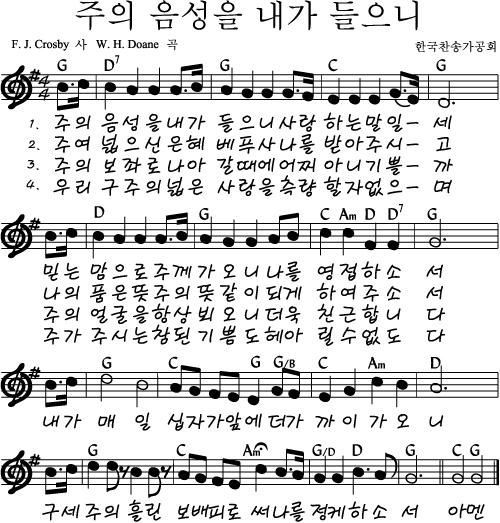 주의 음성을 내가 들으니
F. J. Crosby 사 W. H. Doane 곡 한국찬송가공회
G D7 G C G
1. 주의 음성을내가 들으니사랑 하는말일ー 세
2. 주여 넓으신은혜 베푸사나를 받아주시ー 고
3. 주의 보좌로나아 갈때에어찌 아니기쁠ー 까
4. 우리 구주의넓은 사랑을측량 할자없으ー 며
D G C Am D D7 G
믿는 맘으로주께 가오니나를 영접하소 서
나의 품은뜻주의 뜻같이되게 하여주소 서
주의 얼굴을항상 뵈오니더욱 친근합니 다
주가 주시는참된 기쁨도헤아 릴수없도 다
G C G G/B C Am D
내가 매일 십자가앞에더가 까이가오 니
G C Am G/D D G C G
구세주의 흘린 보배피로써나를 정케하소 서 아멘